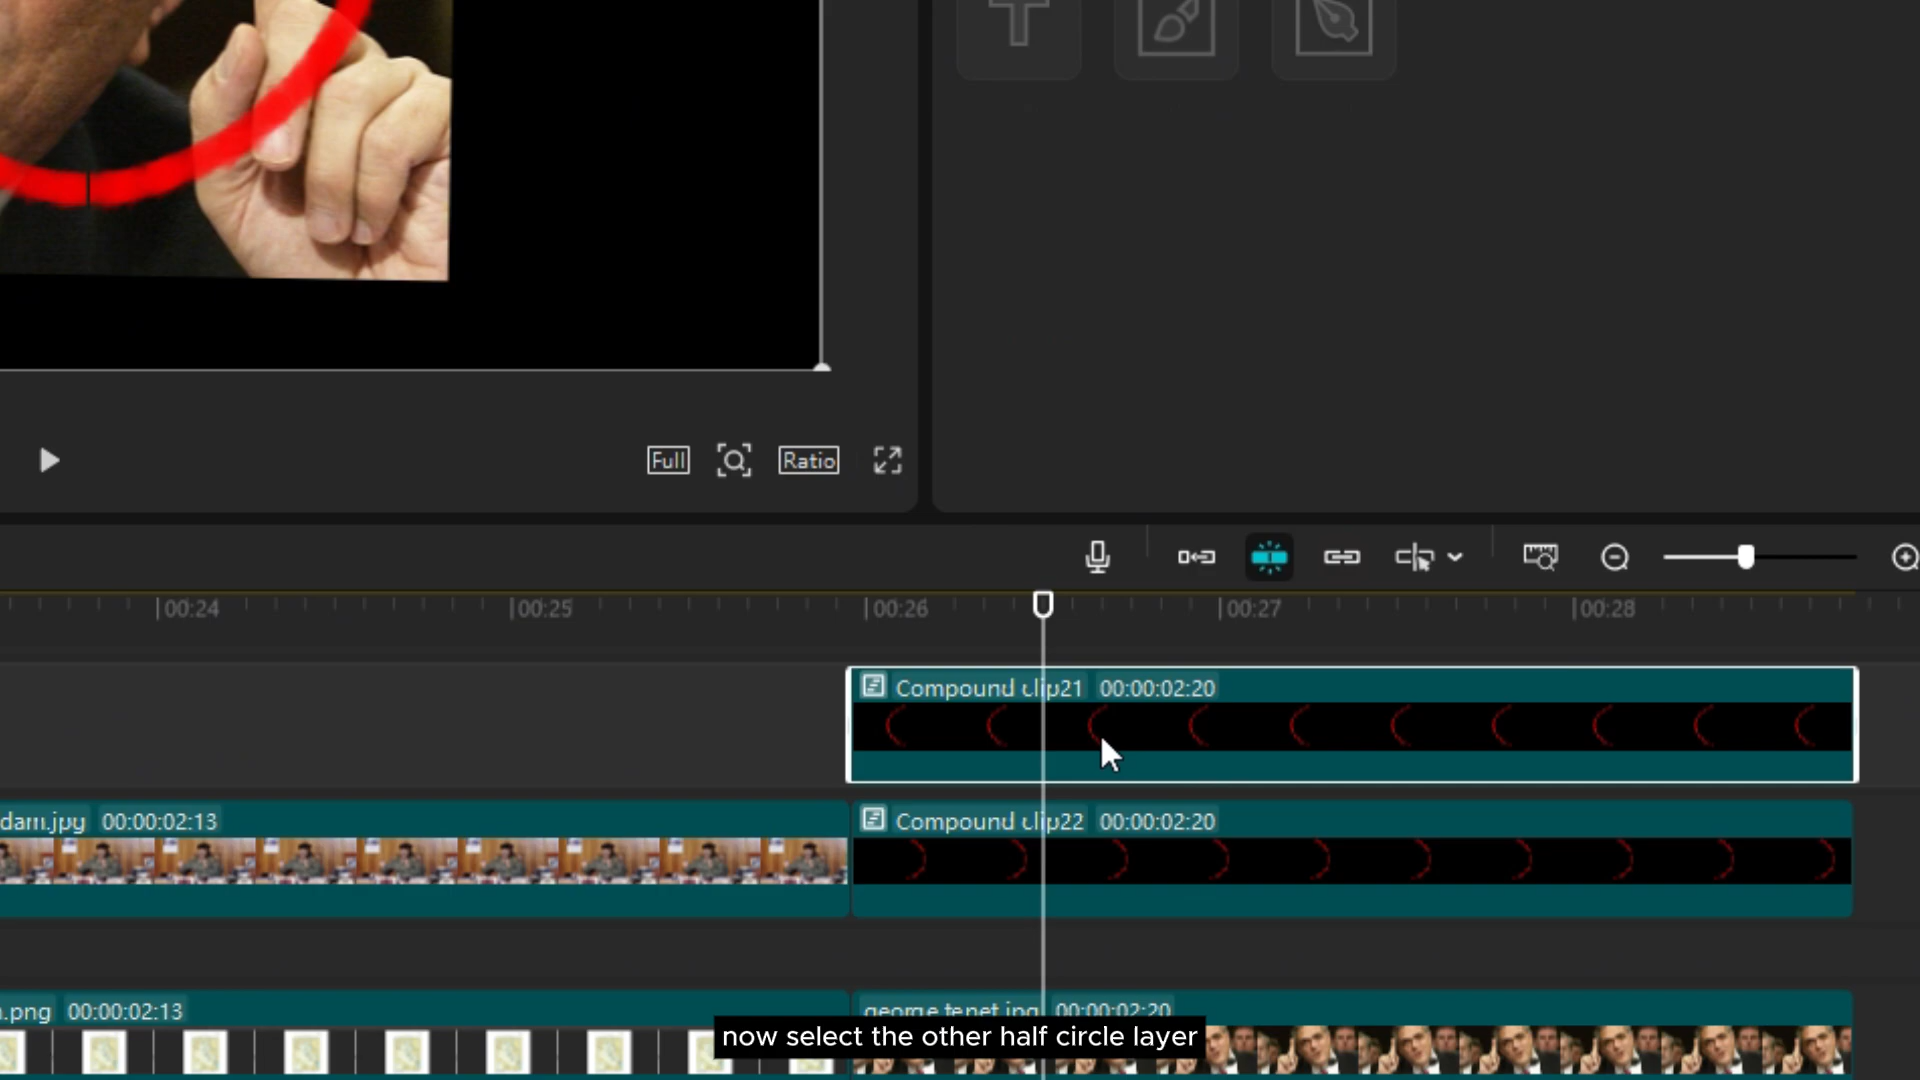 Full
Ratio
00:24
00:25
00:26
00:27
00:28
Compound clip21 00:00:02:20
dam.jpg 00:00:02:13
Compound clip22 00:00:02:20
.png 00:00:02:13
george tenet.jpg 00:00:02:20
now select the other half circle layer